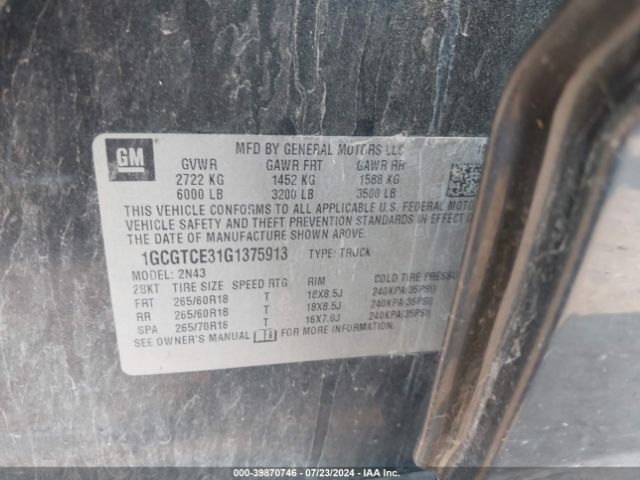 GM
MFD BY GENERAL MOTORS LLC
GVWR GAWR FRT GAWR RR
2722 KG 1452 KG 1588 KG
6000 LB 3200 LB 3500 LB
THIS VEHICLE CONFORMS TO ALL APPLICABLE U.S. FEDERAL MOTOR
VEHICLE SAFETY AND THEFT PREVENTION STANDARDS IN EFFECT
THE DATE OF MANUFACTURE SHOWN ABOVE.
1GCGTCE31G1375913 TYPE: TRUCK
MODEL: 2N43
2BKT TIRE SIZE SPEED RTG RIM COLD TIRE PRESSU
FRT 265/60R18 T 18X8.5J 240KPA(35PSI)
RR 265/60R18 T 18X8.5J 240KPA(35PSI)
SPA 265/70R16 T 16X7.0J 240KPA(35PSI)
SEE OWNER'S MANUAL FOR MORE INFORMATION
000-39870746 / 07/23/2024 / IAA Inc.